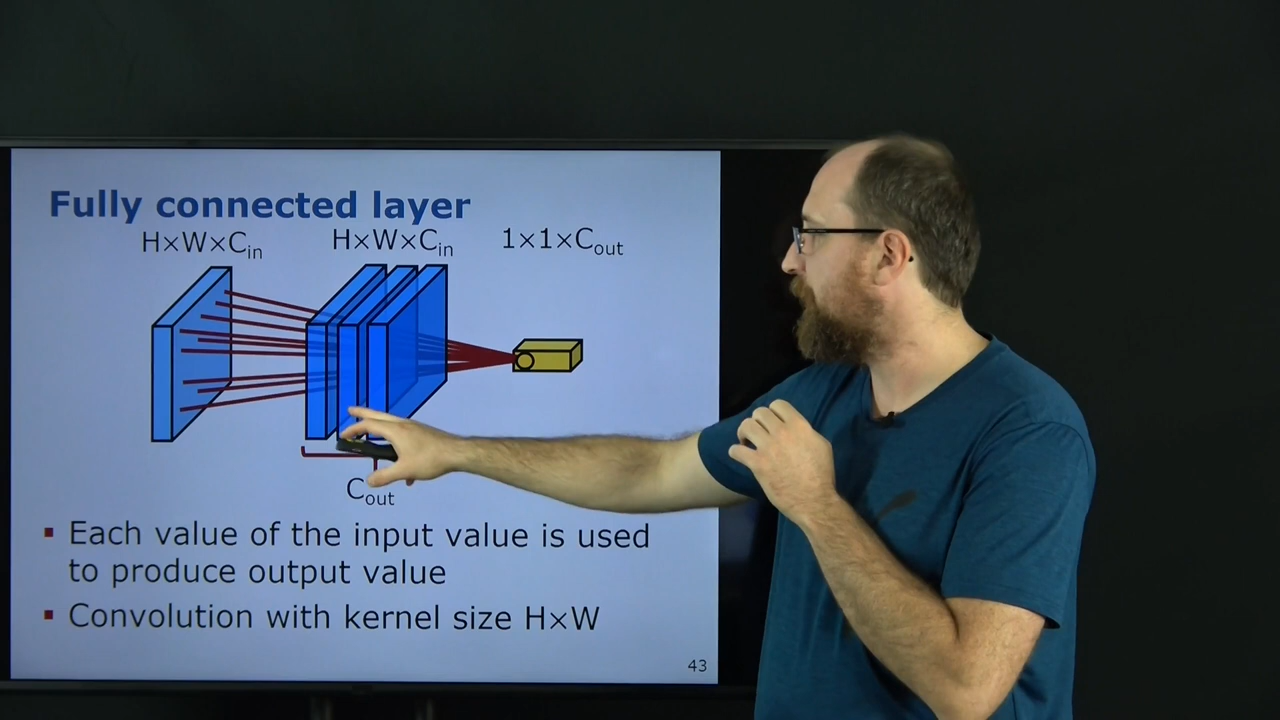 Fully connected layer
H×W×Cin H×W×Cin 1×1×Cout
Cout
▪ Each value of the input value is used
to produce output value
▪ Convolution with kernel size H×W
43